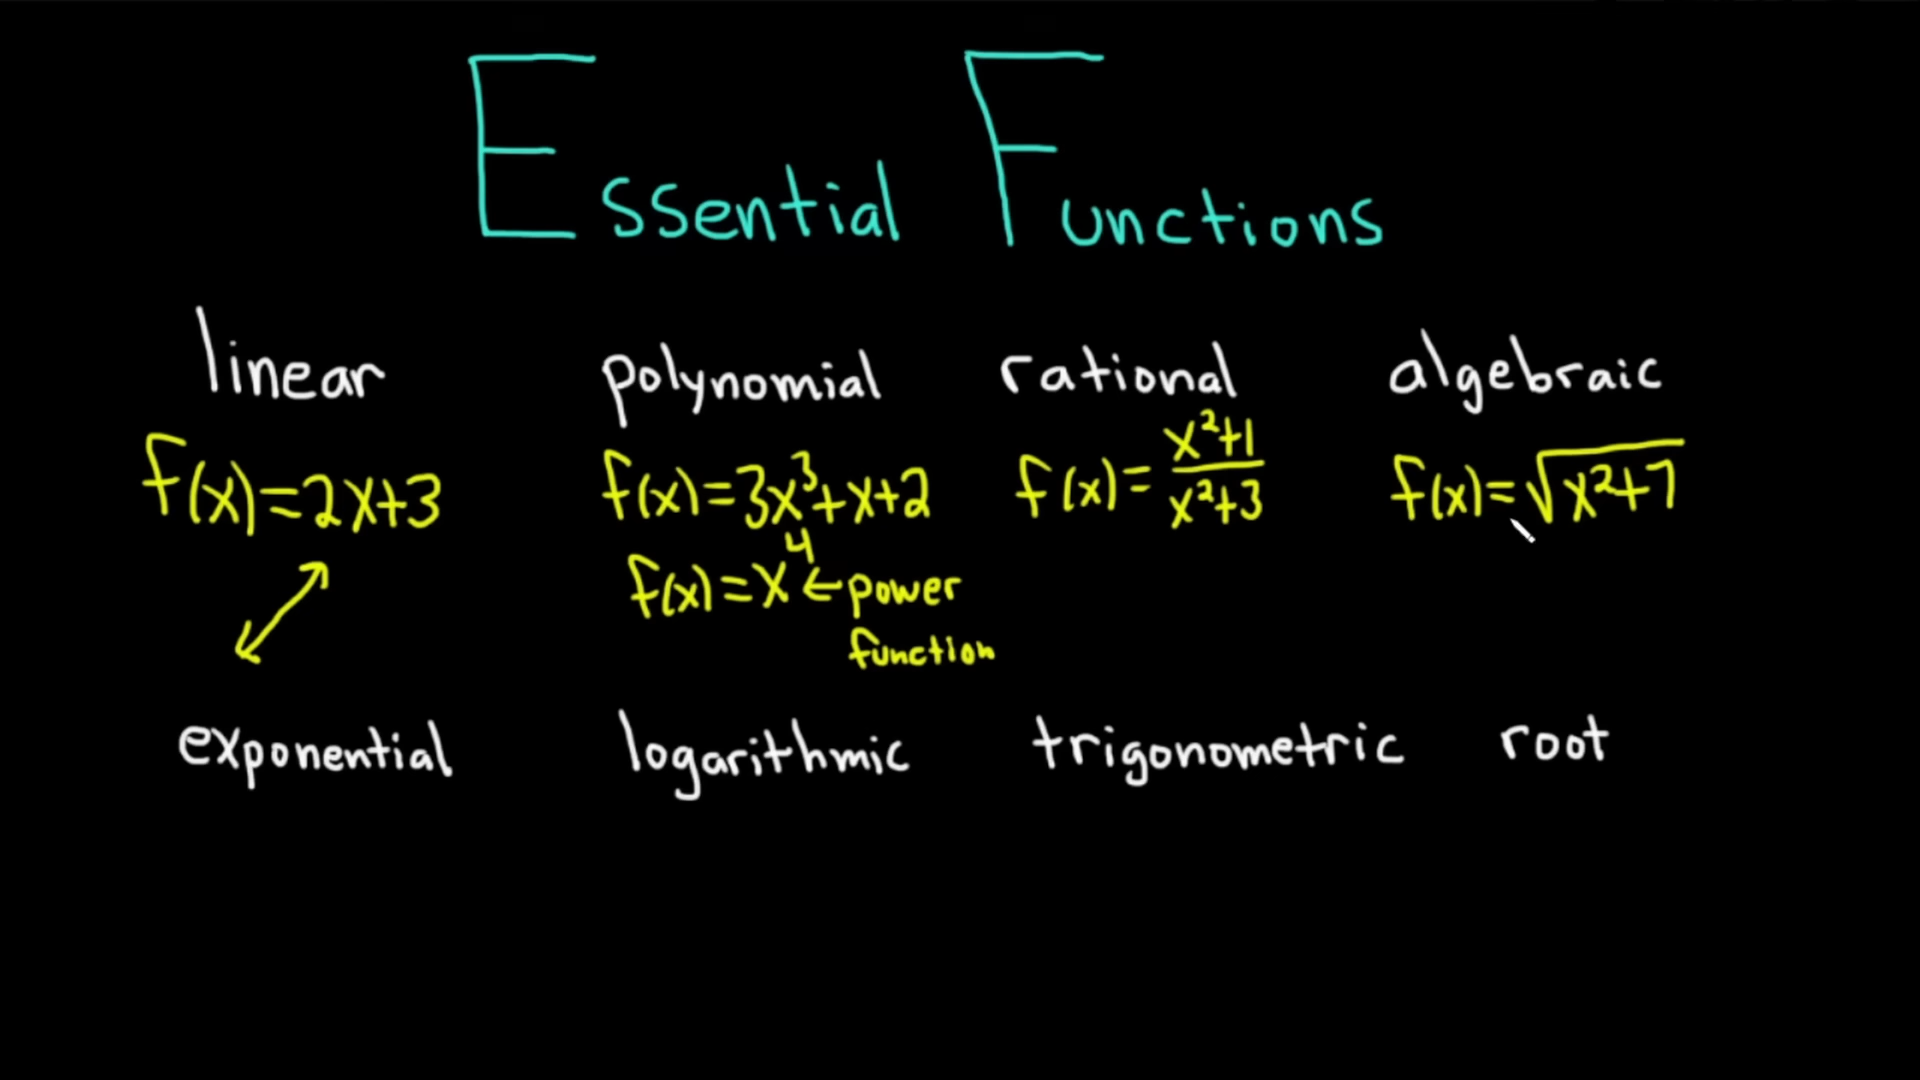 Essential Functions
linear polynomial rational algebraic
f(x)=2x+3 f(x)=3x³+x+2 f(x)=(x²+1)/(x²+3) f(x)=√(x²+7)
f(x)=x⁴ ← power
function
exponential logarithmic trigonometric root